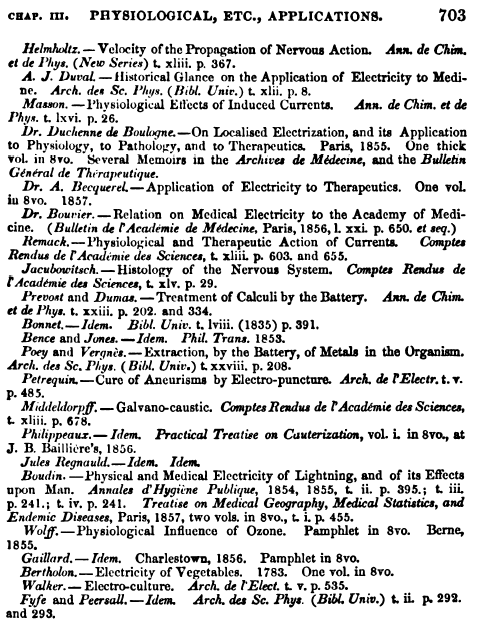 CHAP. III. PHYSIOLOGICAL, ETC., APPLICATIONS. 703
Helmholtz.—Velocity of the Propagation of Nervous Action. Ann. de Chim.
et de Phys. (New Series) t. xliii. p. 367.
A. J. Duval.—Historical Glance on the Application of Electricity to Medi-
ne. Arch. des Sc. Phys. (Bibl. Univ.) t. xlii. p. 8.
Masson.—Physiological Effects of Induced Currents. Ann. de Chim. et de
Phys. t. lxvi. p. 26.
Dr. Duchenne de Boulogne.—On Localised Electrization, and its Application
to Physiology, to Pathology, and to Therapeutics. Paris, 1855. One thick
vol. in 8vo. Several Memoirs in the Archives de Médecine, and the Bulletin
Général de Thérapeutique.
Dr. A. Becquerel.—Application of Electricity to Therapeutics. One vol.
in 8vo. 1857.
Dr. Bouvier.—Relation on Medical Electricity to the Academy of Medi-
cine. (Bulletin de l'Académie de Médecine, Paris, 1856, l. xxi. p. 650. et seq.)
Remack.—Physiological and Therapeutic Action of Currents. Comptes
Rendus de l'Académie des Sciences, t. xliii. p. 603. and 655.
Jacubowitsch.—Histology of the Nervous System. Comptes Rendus de
l'Académie des Sciences, t. xlv. p. 29.
Prevost and Dumas.—Treatment of Calculi by the Battery. Ann. de Chim.
et de Phys. t. xxiii. p. 202. and 334.
Bonnet.—Idem. Bibl. Univ. t. lviii. (1835) p. 391.
Bence and Jones.—Idem. Phil. Trans. 1853.
Poey and Vergnès.—Extraction, by the Battery, of Metals in the Organism.
Arch. des Sc. Phys. (Bibl. Univ.) t. xxviii. p. 208.
Petrequin.—Cure of Aneurisms by Electro-puncture. Arch. de l'Electr. t. v.
p. 485.
Middeldorpff.—Galvano-caustic. Comptes Rendus de l'Académie des Sciences,
t. xliii. p. 678.
Philippeaux.—Idem. Practical Treatise on Cauterization, vol. i. in 8vo., at
J. B. Baillière's, 1856.
Jules Regnauld.—Idem. Idem.
Boudin.—Physical and Medical Electricity of Lightning, and of its Effects
upon Man. Annales d'Hygiène Publique, 1854, 1855, t. ii. p. 395.; t. iii.
p. 241.; t. iv. p. 241. Treatise on Medical Geography, Medical Statistics, and
Endemic Diseases, Paris, 1857, two vols. in 8vo., t. i. p. 455.
Wolff.—Physiological Influence of Ozone. Pamphlet in 8vo. Berne,
1855.
Gaillard.—Idem. Charlestown, 1856. Pamphlet in 8vo.
Bertholon.—Electricity of Vegetables. 1783. One vol. in 8vo.
Walker.—Electro-culture. Arch. de l'Elect. t. v. p. 535.
Fyfe and Peersall.—Idem. Arch. des Sc. Phys. (Bibl. Univ.) t. ii. p. 292.
and 293.